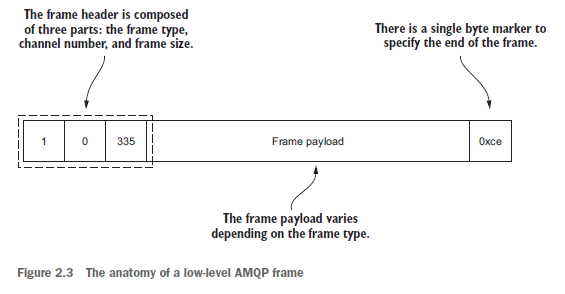 The frame header is composed
of three parts: the frame type,
channel number, and frame size.
There is a single byte marker to
specify the end of the frame.
1 0 335 Frame payload 0xce
The frame payload varies
depending on the frame type.
Figure 2.3 The anatomy of a low-level AMQP frame